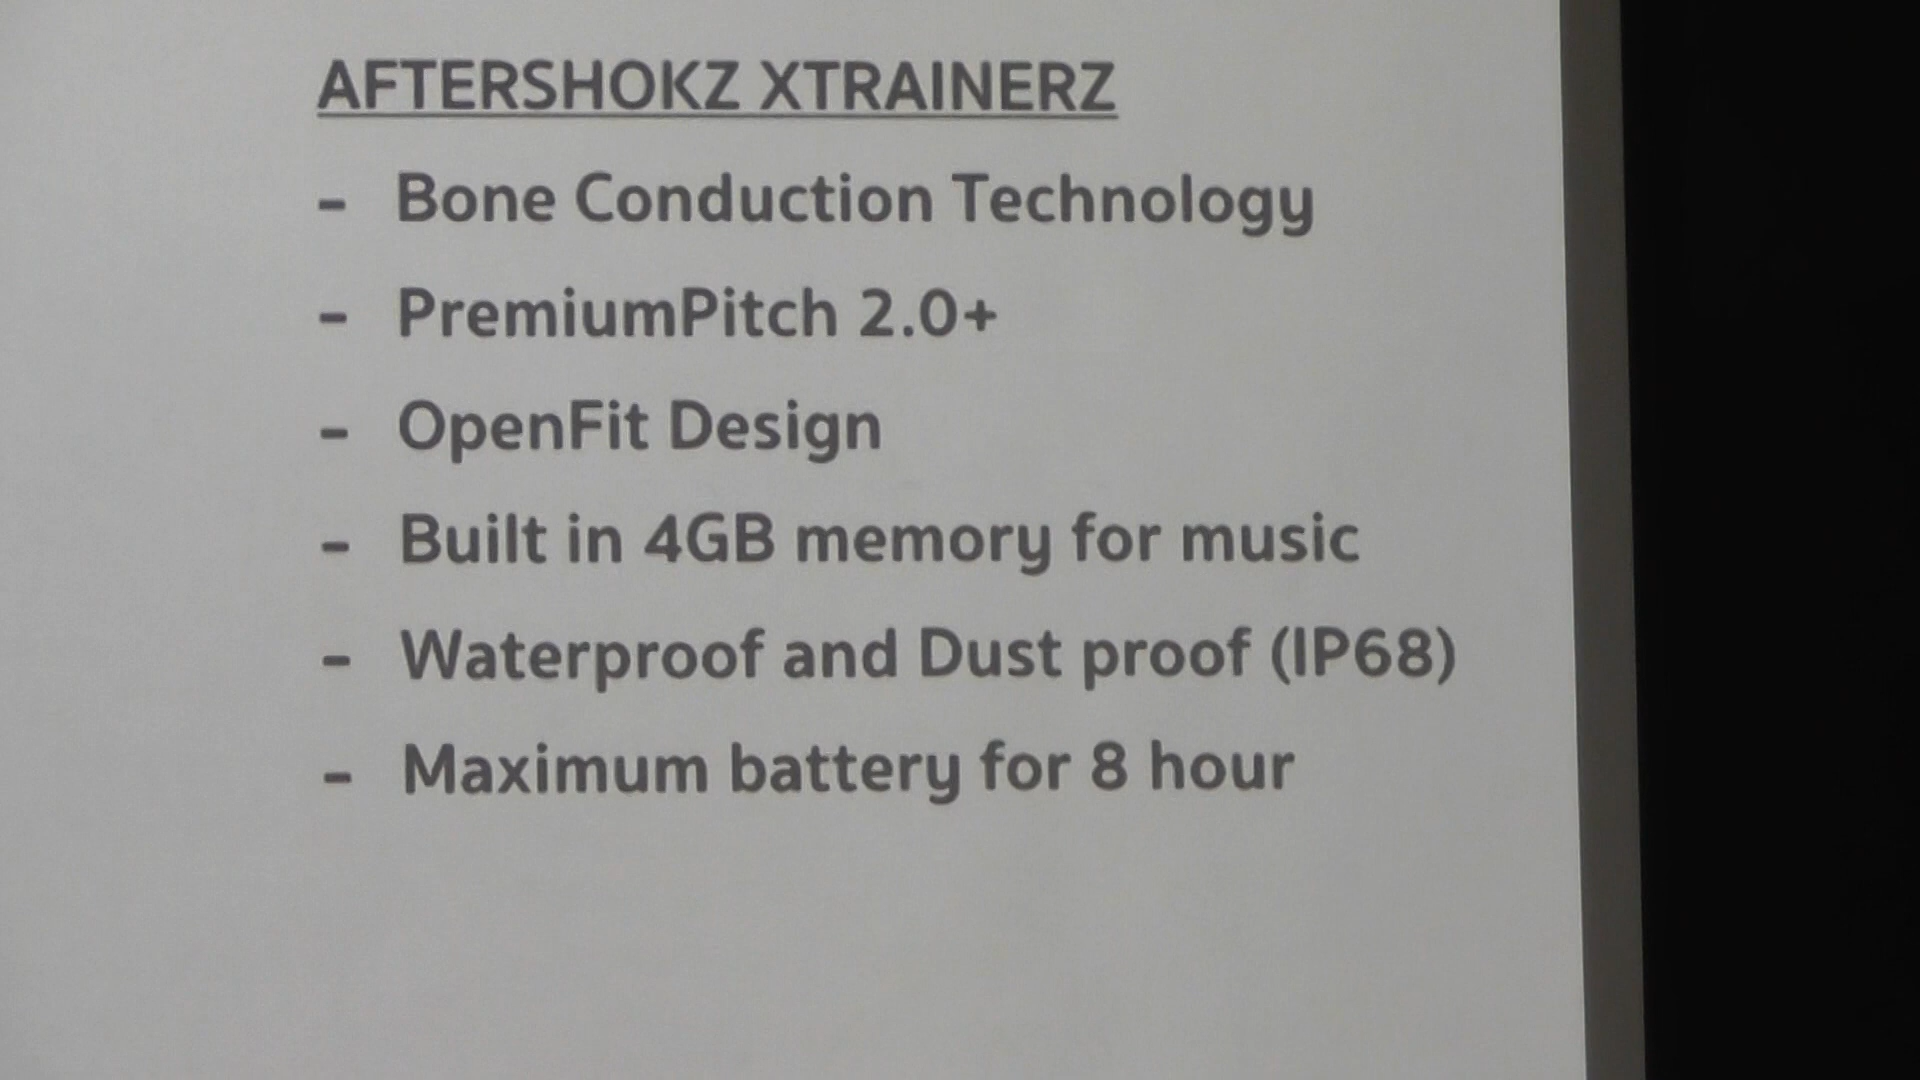 AFTERSHOKZ XTRAINERZ
- Bone Conduction Technology
- PremiumPitch 2.0+
- OpenFit Design
- Built in 4GB memory for music
- Waterproof and Dust proof (IP68)
- Maximum battery for 8 hour